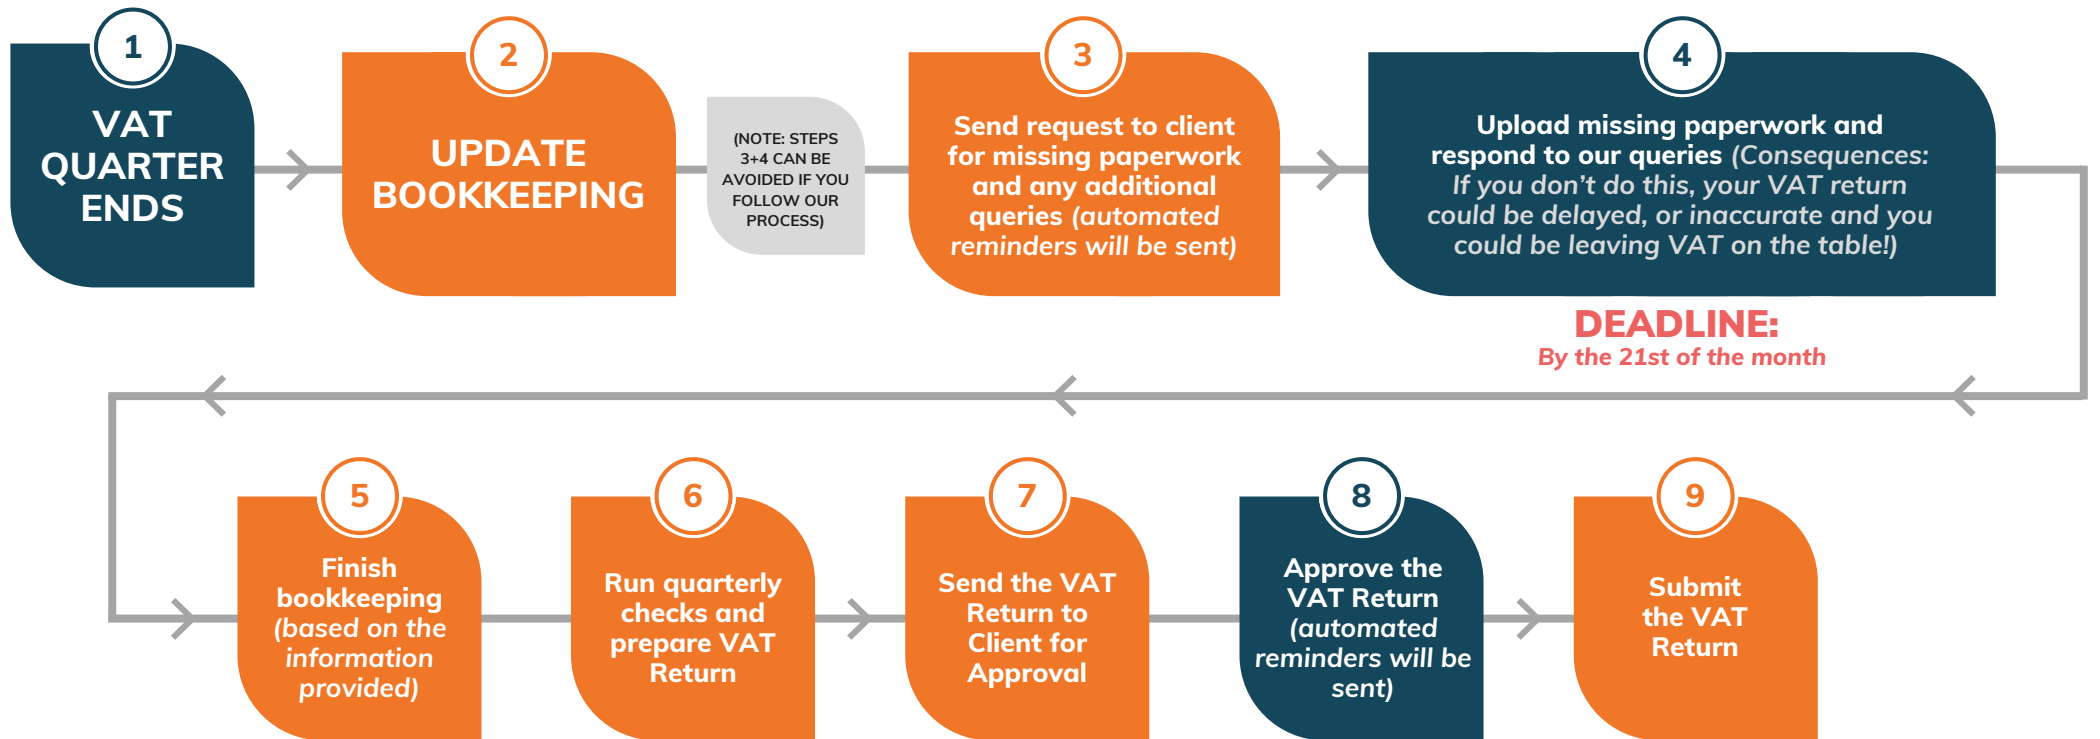 1
VAT
QUARTER
ENDS
2
UPDATE
BOOKKEEPING
(NOTE: STEPS
3+4 CAN BE
AVOIDED IF YOU
FOLLOW OUR
PROCESS)
3
Send request to client
for missing paperwork
and any additional
queries (automated
reminders will be sent)
4
Upload missing paperwork and
respond to our queries (Consequences:
If you don't do this, your VAT return
could be delayed, or inaccurate and you
could be leaving VAT on the table!)
DEADLINE:
By the 21st of the month
5
Finish
bookkeeping
(based on the
information
provided)
6
Run quarterly
checks and
prepare VAT
Return
7
Send the VAT
Return to
Client for
Approval
8
Approve the
VAT Return
(automated
reminders will be
sent)
9
Submit
the VAT
Return